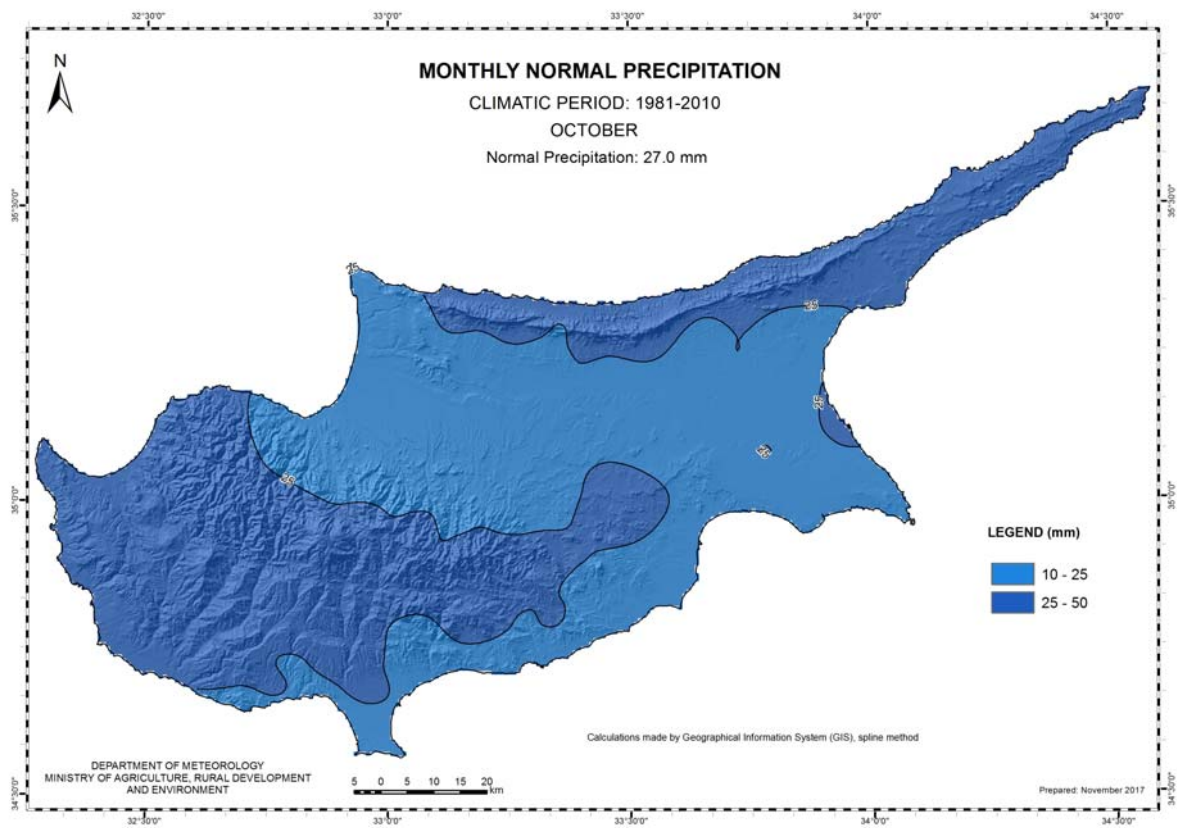 32°30'0" 33°0'0" 33°30'0" 34°0'0" 34°30'0"
N
MONTHLY NORMAL PRECIPITATION
CLIMATIC PERIOD: 1981-2010
OCTOBER
Normal Precipitation: 27.0 mm
35°30'0" 35°30'0"
25
25
25
25
25
35°0'0" 35°0'0"
LEGEND (mm)
10 - 25
25 - 50
Calculations made by Geographical Information System (GIS), spline method
DEPARTMENT OF METEOROLOGY
MINISTRY OF AGRICULTURE, RURAL DEVELOPMENT
AND ENVIRONMENT
5 0 5 10 15 20
km
Prepared: November 2017
34°30'0" 34°30'0"
32°30'0" 33°0'0" 33°30'0" 34°0'0" 34°30'0"